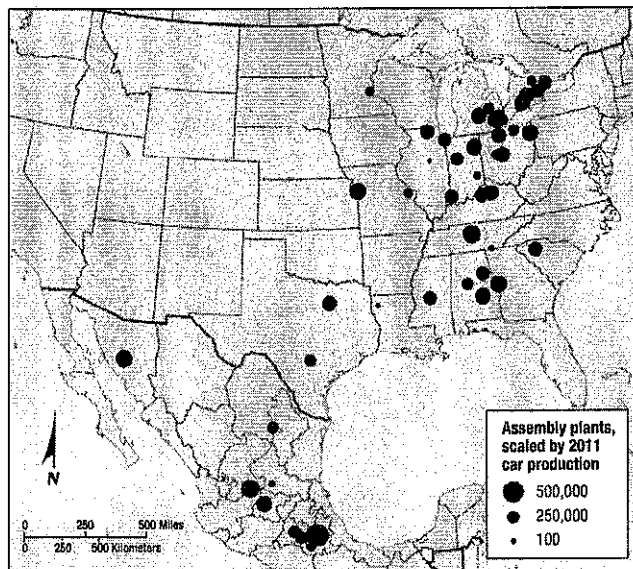 Assembly plants,
scaled by 2011
car production
500,000
250,000
100
N
0 250 500 Miles
0 250 500 Kilometers